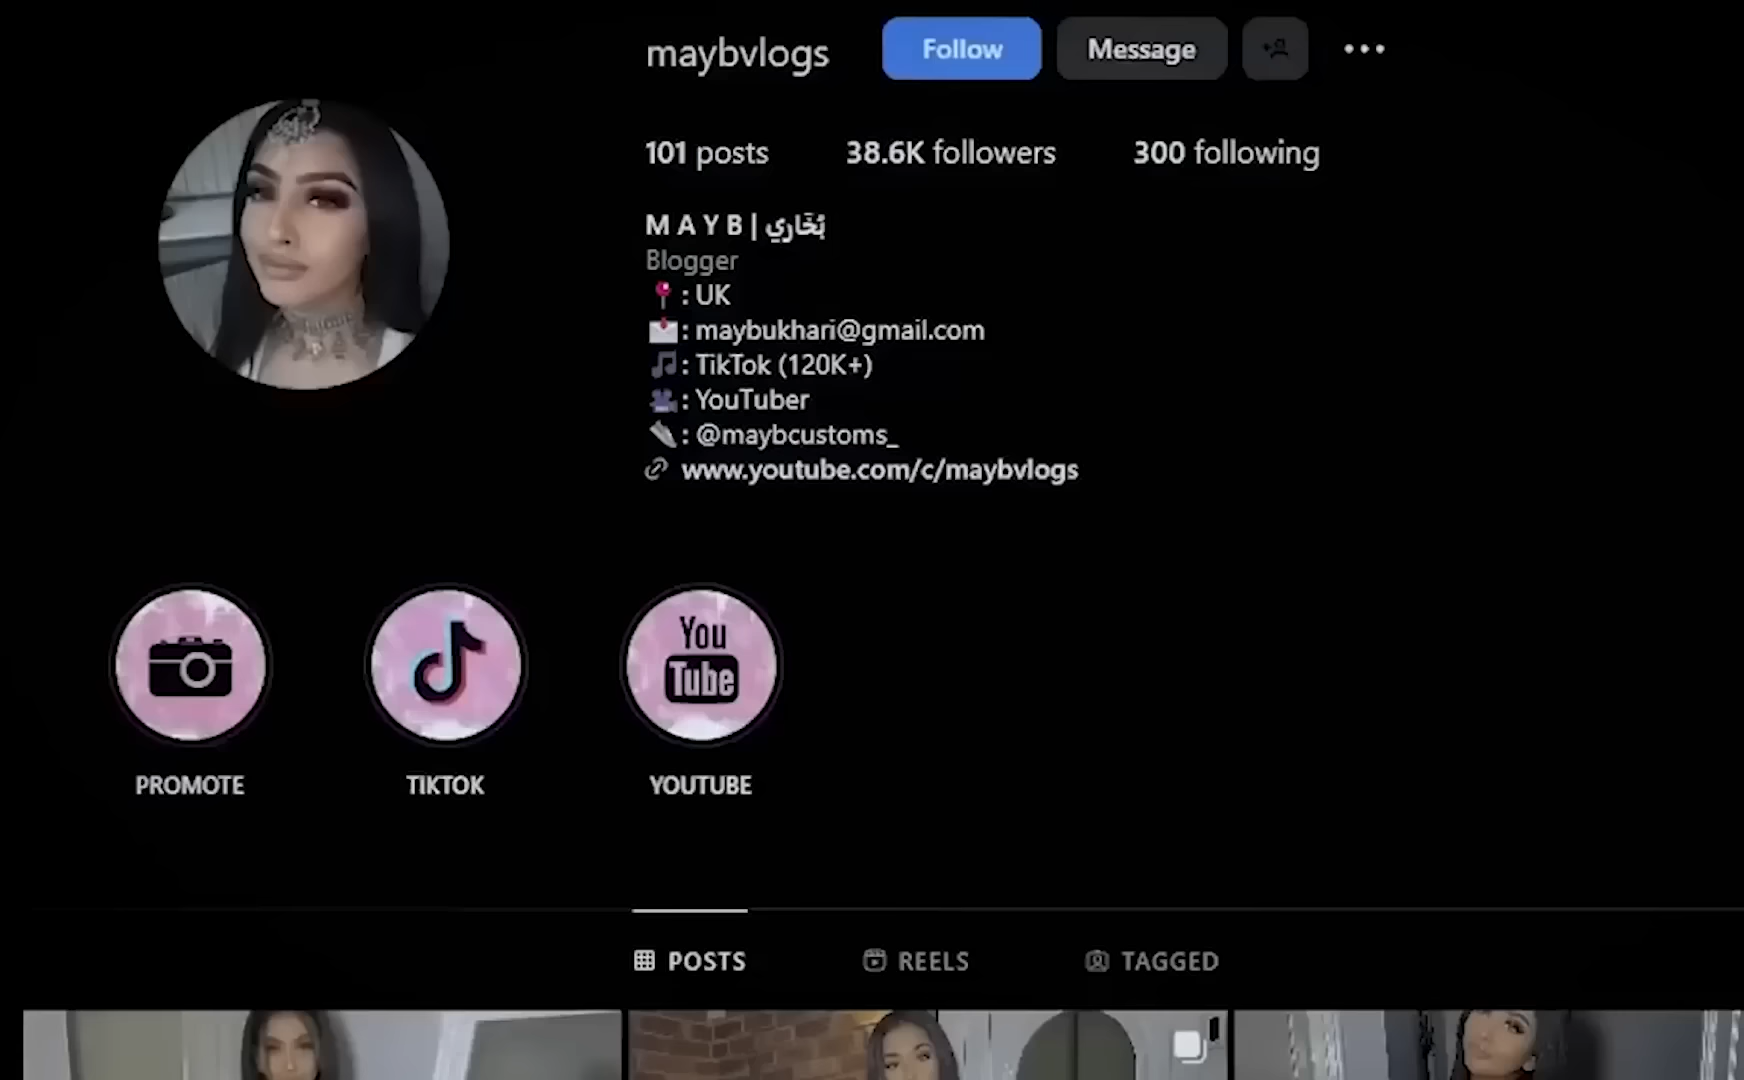 maybvlogs Follow Message
101 posts 38.6K followers 300 following
M A Y B | بُخَاري
Blogger
: UK
: maybukhari@gmail.com
: TikTok (120K+)
: YouTuber
: @maybcustoms_
www.youtube.com/c/maybvlogs
You
Tube
PROMOTE TIKTOK YOUTUBE
POSTS REELS TAGGED